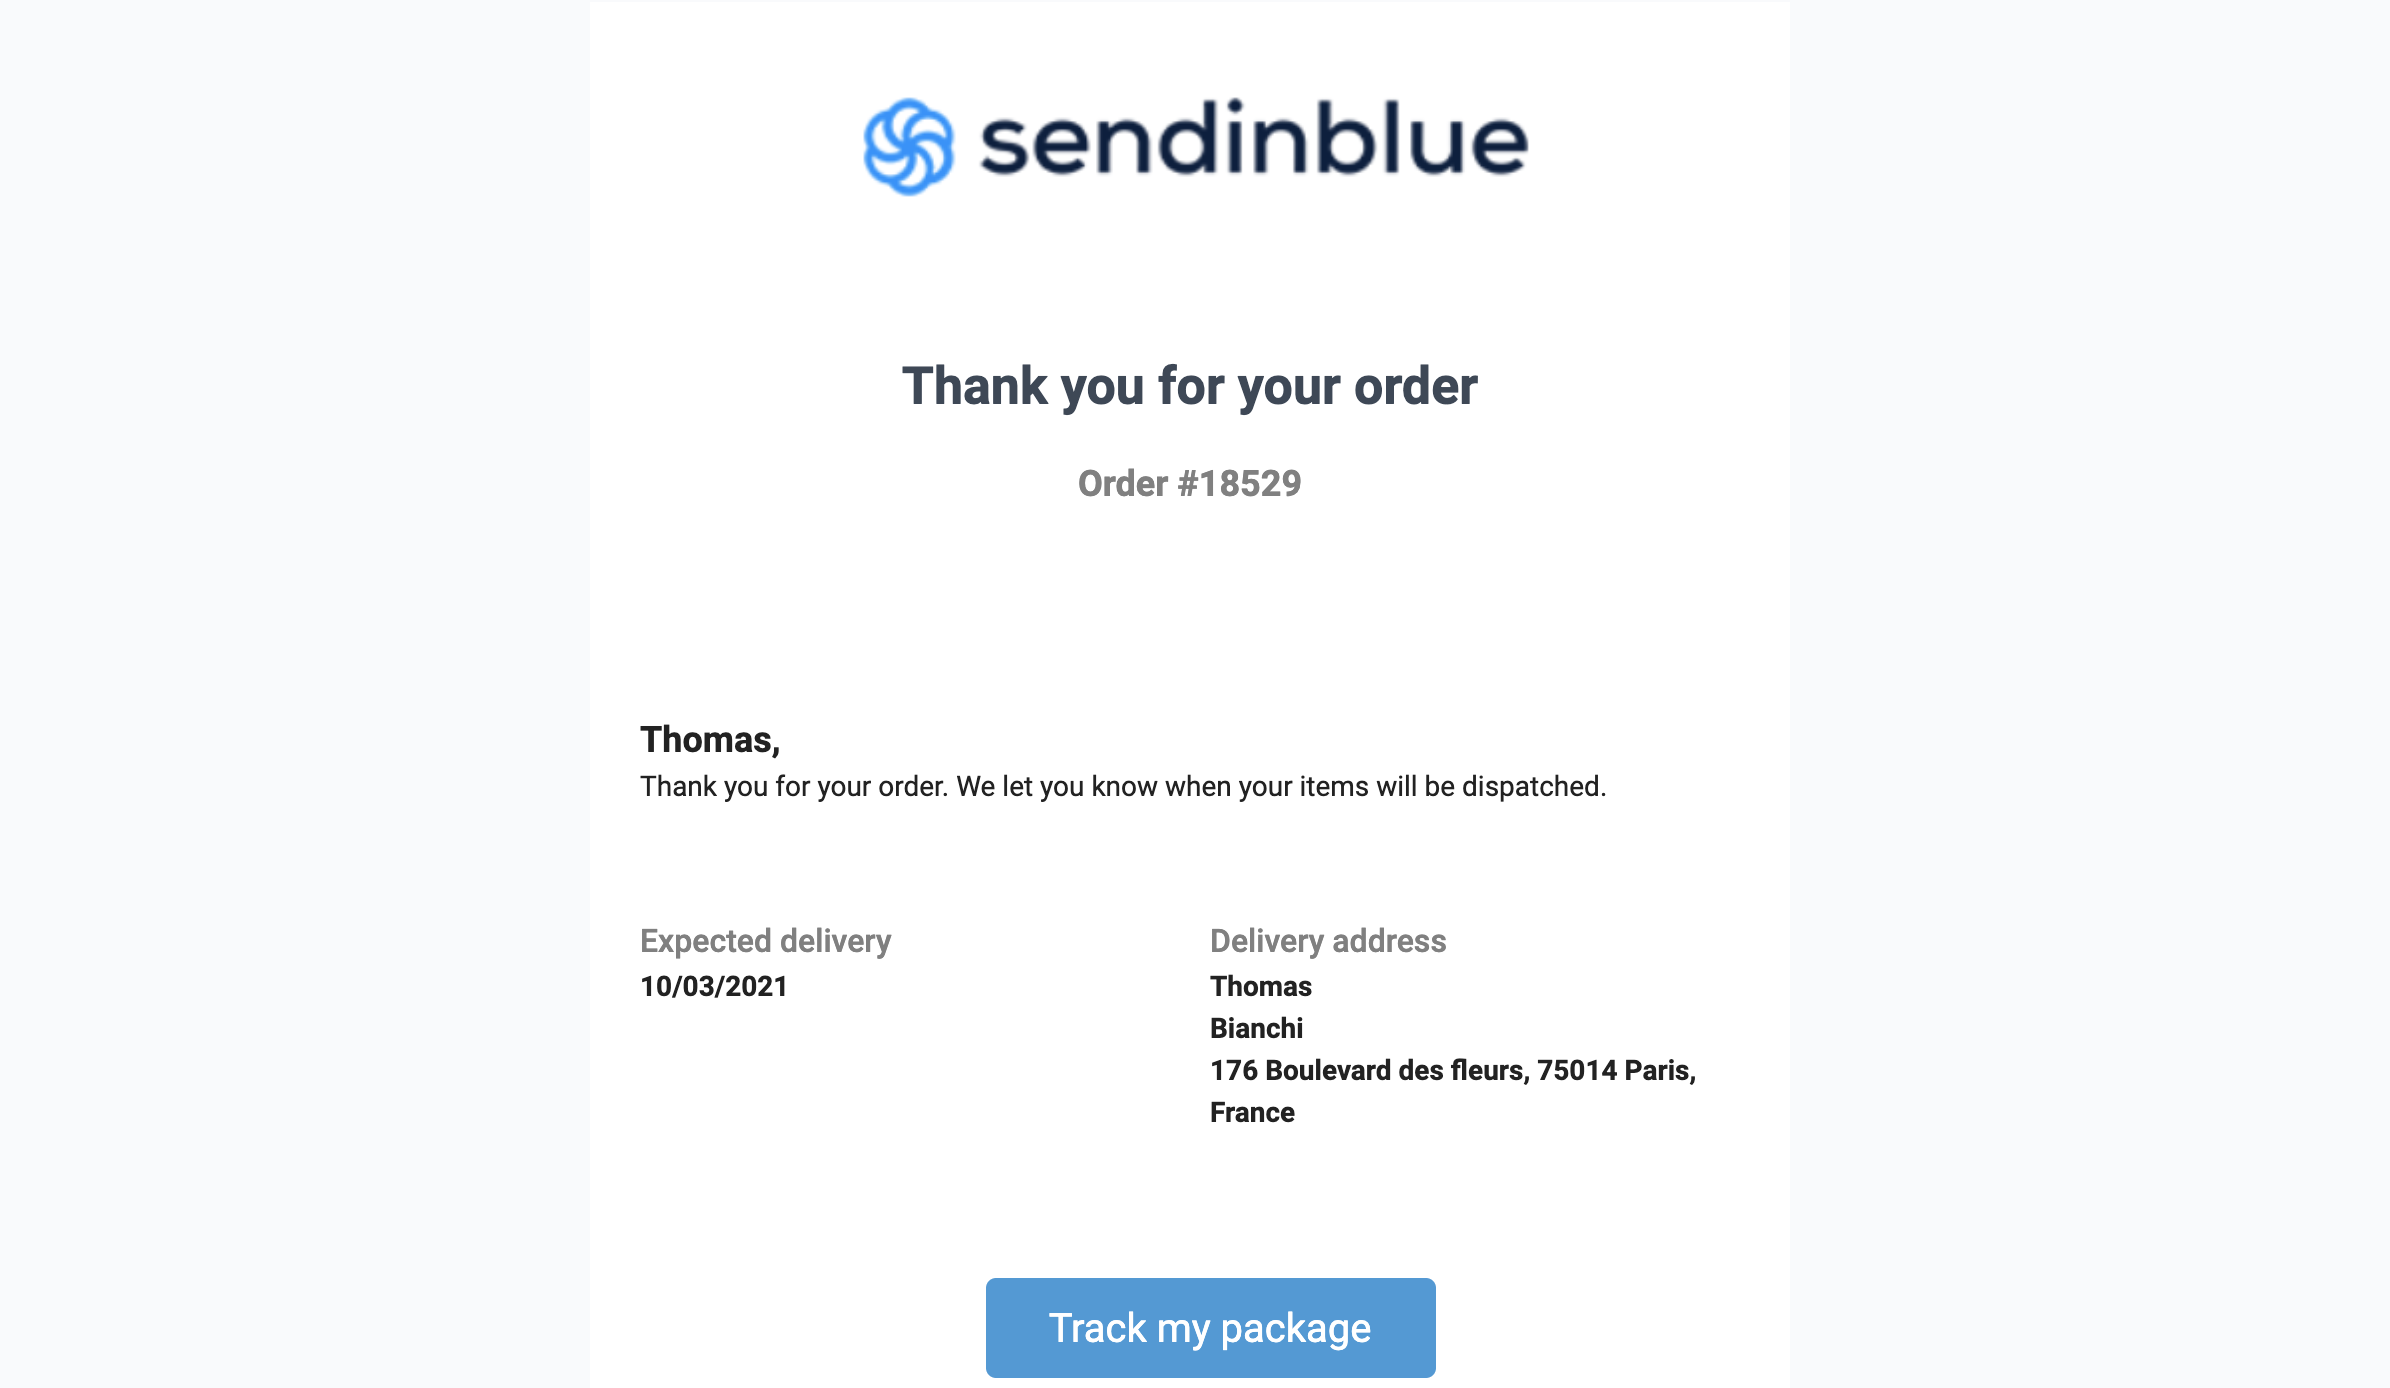 sendinblue
Thank you for your order
Order #18529
Thomas,
Thank you for your order. We let you know when your items will be dispatched.
Expected delivery
10/03/2021
Delivery address
Thomas
Bianchi
176 Boulevard des fleurs, 75014 Paris,
France
Track my package